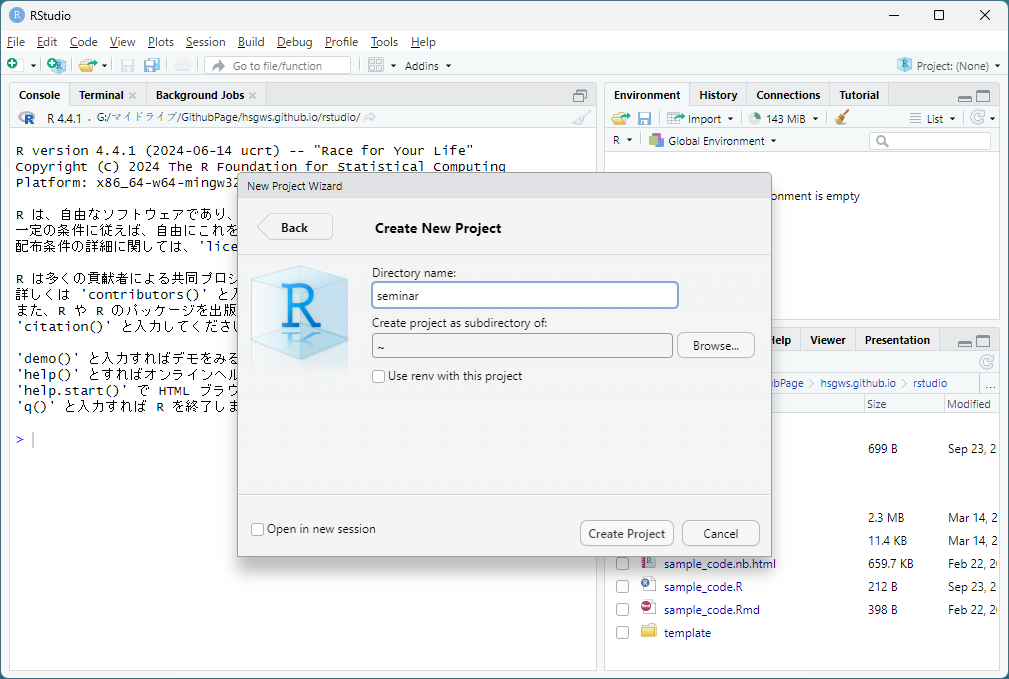 RStudio
File Edit Code View Plots Session Build Debug Profile Tools Help
Go to file/function Addins Project: (None)
Console Terminal Background Jobs
R 4.4.1 . G:/マイドライブ/GithubPage/hsgws.github.io/rstudio/
R version 4.4.1 (2024-06-14 ucrt) -- "Race for Your Life"
Copyright (C) 2024 The R Foundation for Statistical Computing
Platform: x86_64-w64-mingw32
R は、自由なソフトウェアであり、
一定の条件に従えば、自由にこれを
配布条件の詳細に関しては、'lice
R は多くの貢献者による共同プロジ
詳しくは 'contributors()' と入
また、R や R のパッケージを出版
'citation()' と入力してください
'demo()' と入力すればデモをみる
'help()' とすればオンラインヘル
'help.start()' で HTML ブラウ
'q()' と入力すれば R を終了しま
>
New Project Wizard
Back
Create New Project
R
Directory name:
seminar
Create project as subdirectory of:
~
Browse...
Use renv with this project
Open in new session
Create Project Cancel
Environment History Connections Tutorial
Import 143 MiB List
R Global Environment
onment is empty
Help Viewer Presentation
ubPage hsgws.github.io rstudio ...
Size Modified
699 B Sep 23, 2
2.3 MB Mar 14, 2
11.4 KB Mar 14, 2
sample_code.nb.html 659.7 KB Feb 22, 20
sample_code.R 212 B Sep 23, 2
sample_code.Rmd 398 B Feb 22, 20
template